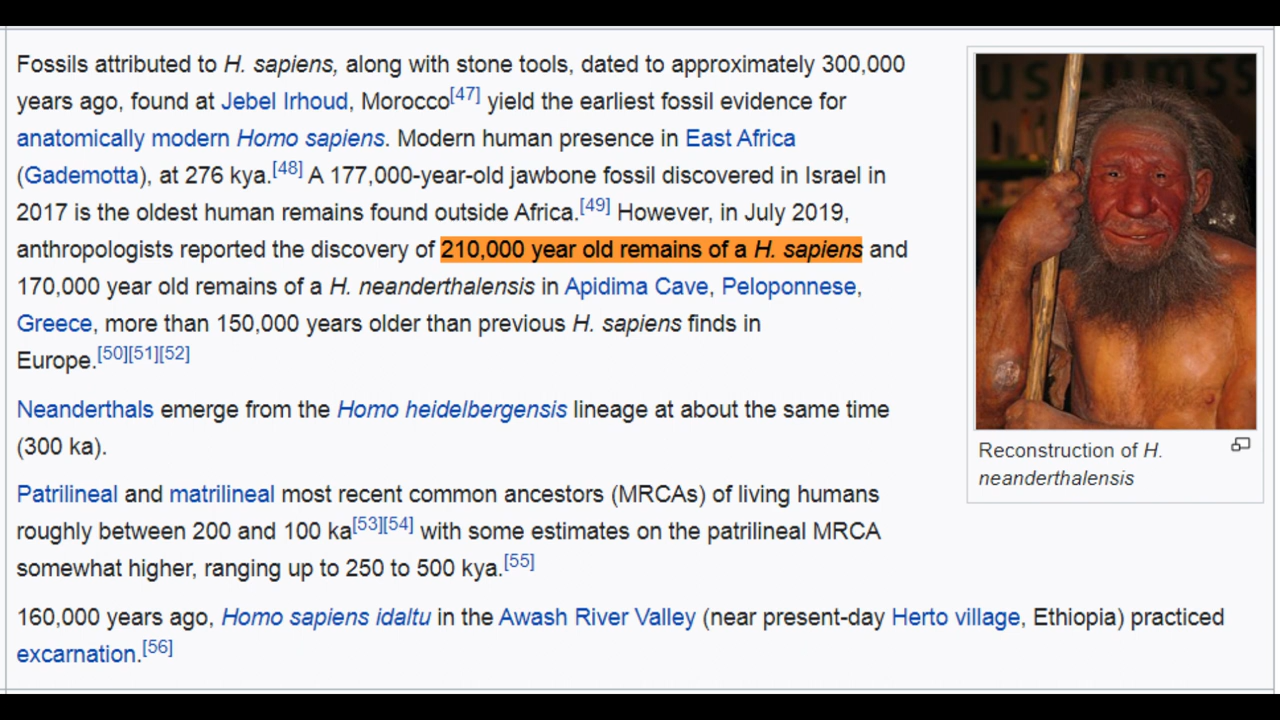 Fossils attributed to H. sapiens, along with stone tools, dated to approximately 300,000
years ago, found at Jebel Irhoud, Morocco[47] yield the earliest fossil evidence for
anatomically modern Homo sapiens. Modern human presence in East Africa
(Gademotta), at 276 kya.[48] A 177,000-year-old jawbone fossil discovered in Israel in
2017 is the oldest human remains found outside Africa.[49] However, in July 2019,
anthropologists reported the discovery of 210,000 year old remains of a H. sapiens and
170,000 year old remains of a H. neanderthalensis in Apidima Cave, Peloponnese,
Greece, more than 150,000 years older than previous H. sapiens finds in
Europe.[50][51][52]
Neanderthals emerge from the Homo heidelbergensis lineage at about the same time
(300 ka).
Patrilineal and matrilineal most recent common ancestors (MRCAs) of living humans
roughly between 200 and 100 ka[53][54] with some estimates on the patrilineal MRCA
somewhat higher, ranging up to 250 to 500 kya.[55]
160,000 years ago, Homo sapiens idaltu in the Awash River Valley (near present-day Herto village, Ethiopia) practiced
excarnation.[56]
Reconstruction of H.
neanderthalensis